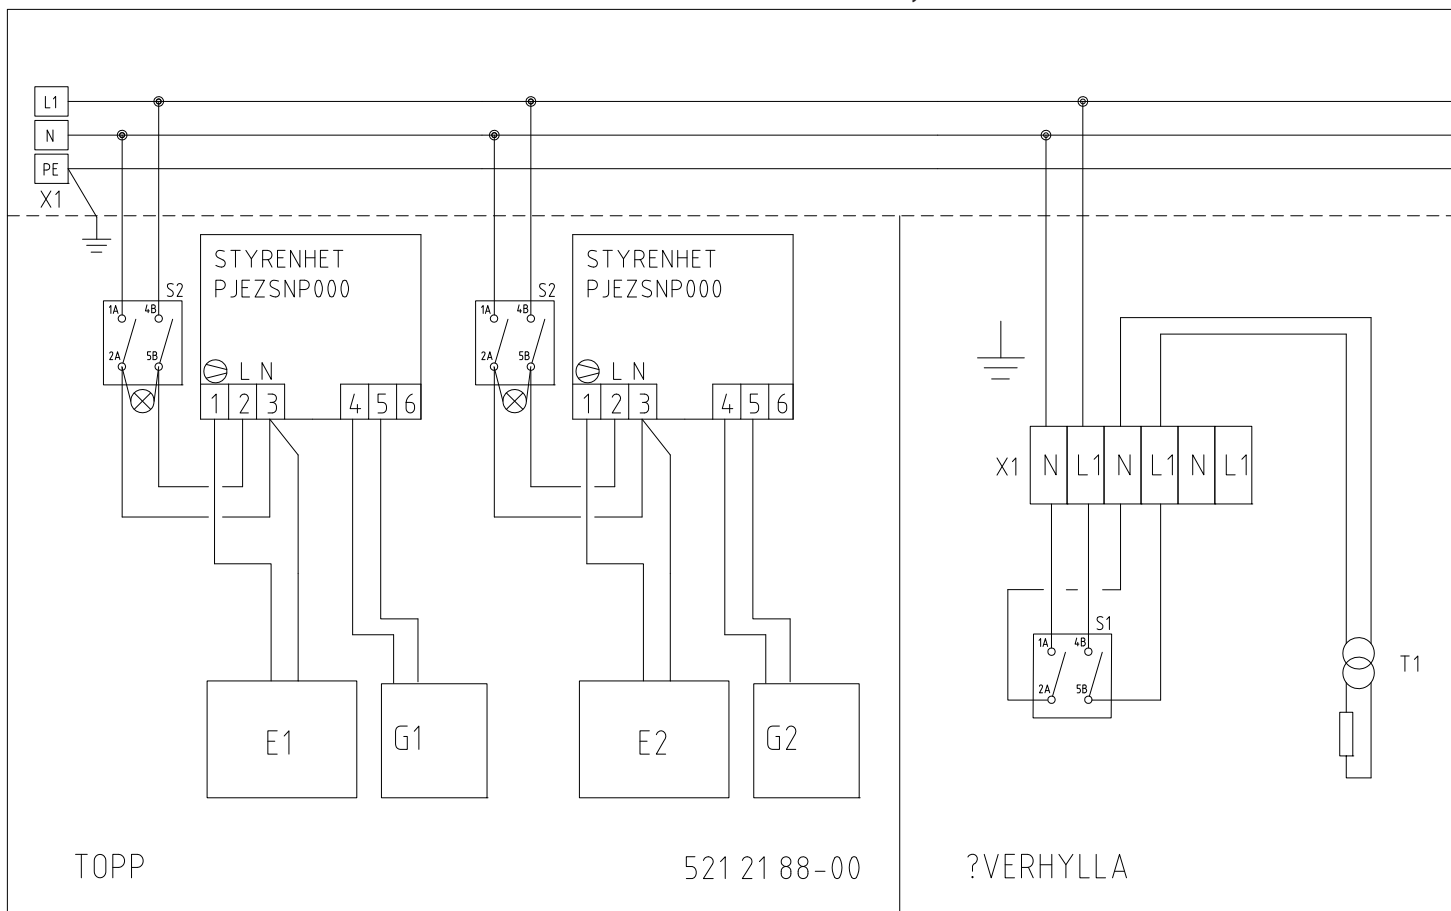 L1
N
PE
X1
STYRENHET
PJEZSNP000
S2
1A 4B
2A 5B
L N
1 2 3 4 5 6
STYRENHET
PJEZSNP000
S2
1A 4B
2A 5B
L N
1 2 3 4 5 6
X1 N L1 N L1 N L1
S1
1A 4B
2A 5B
T1
E1 G1 E2 G2
TOPP 521 21 88-00 ?VERHYLLA